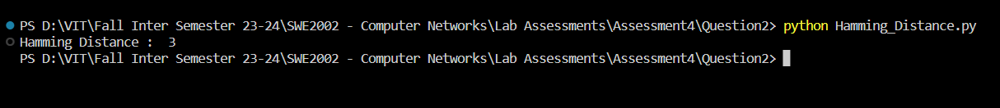 PS D:\VIT\Fall Inter Semester 23-24\SWE2002 - Computer Networks\Lab Assessments\Assessment4\Question2> python Hamming_Distance.py
Hamming Distance :  3
PS D:\VIT\Fall Inter Semester 23-24\SWE2002 - Computer Networks\Lab Assessments\Assessment4\Question2>